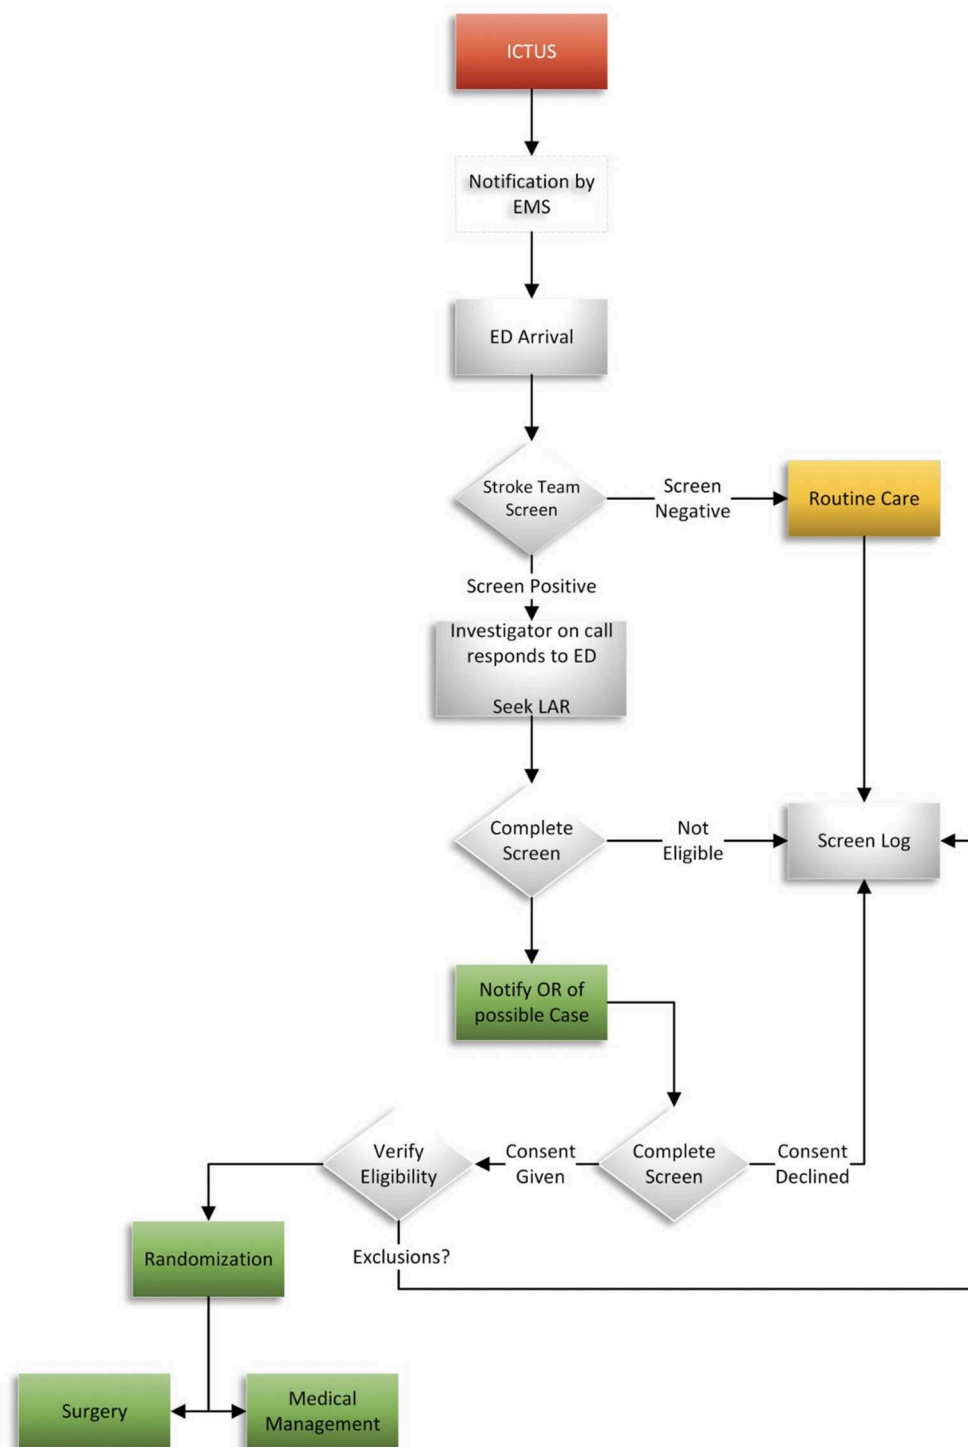 ICTUS
Notification by
EMS
ED Arrival
Stroke Team
Screen
Screen
Negative
Routine Care
Screen Positive
Investigator on call
responds to ED
Seek LAR
Complete
Screen
Not
Eligible
Screen Log
Notify OR of
possible Case
Verify
Eligibility
Consent
Given
Complete
Screen
Consent
Declined
Randomization
Exclusions?
Surgery
Medical
Management